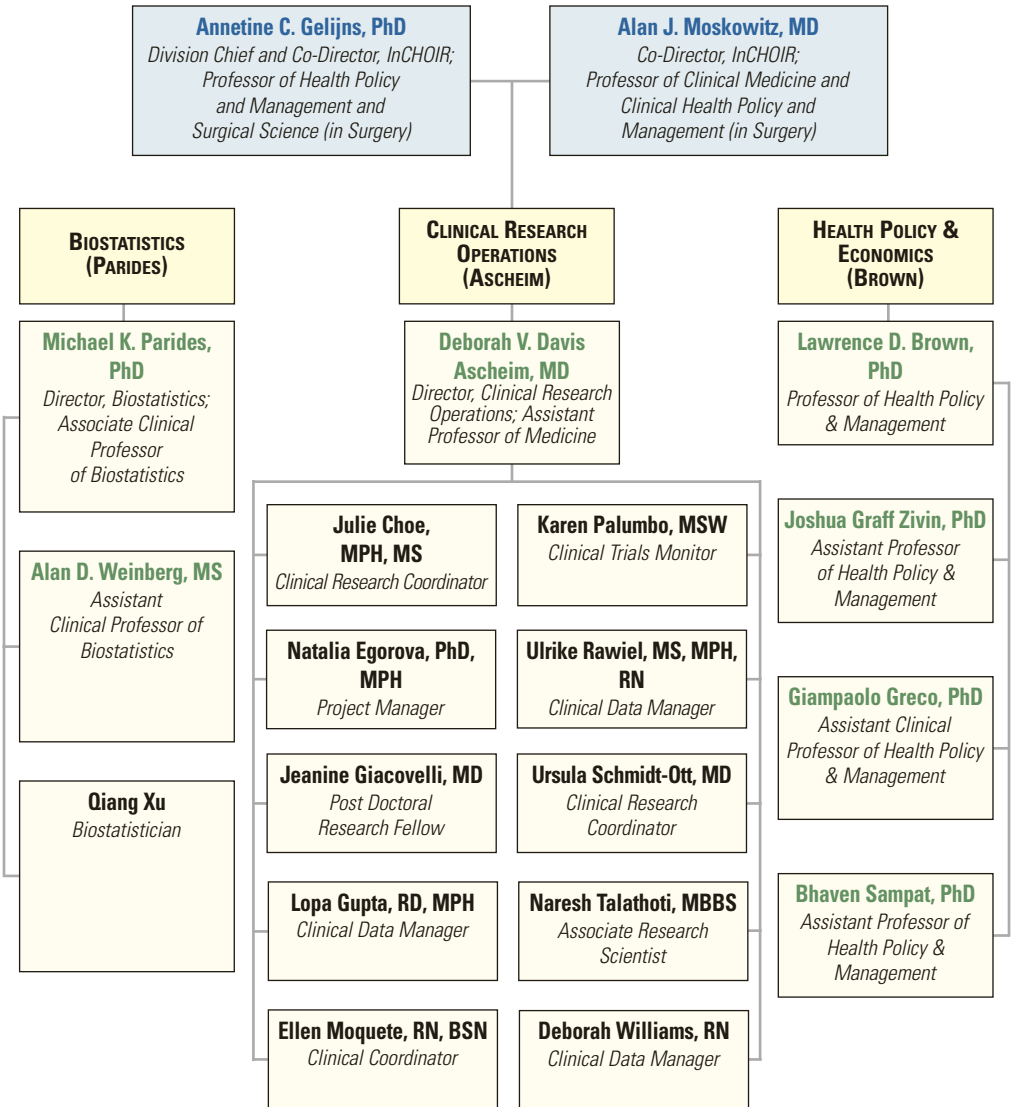 Annetine C. Gelijns, PhD
Division Chief and Co-Director, InCHOIR;
Professor of Health Policy
and Management and
Surgical Science (in Surgery)
Alan J. Moskowitz, MD
Co-Director, InCHOIR;
Professor of Clinical Medicine and
Clinical Health Policy and
Management (in Surgery)
Biostatistics
(Parides)
Michael K. Parides,
PhD
Director, Biostatistics;
Associate Clinical
Professor
of Biostatistics
Alan D. Weinberg, MS
Assistant
Clinical Professor of
Biostatistics
Qiang Xu
Biostatistician
Clinical Research
Operations
(Ascheim)
Deborah V. Davis
Ascheim, MD
Director, Clinical Research
Operations; Assistant
Professor of Medicine
Julie Choe,
MPH, MS
Clinical Research Coordinator
Karen Palumbo, MSW
Clinical Trials Monitor
Natalia Egorova, PhD,
MPH
Project Manager
Ulrike Rawiel, MS, MPH,
RN
Clinical Data Manager
Jeanine Giacovelli, MD
Post Doctoral
Research Fellow
Ursula Schmidt-Ott, MD
Clinical Research
Coordinator
Lopa Gupta, RD, MPH
Clinical Data Manager
Naresh Talathoti, MBBS
Associate Research
Scientist
Ellen Moquete, RN, BSN
Clinical Coordinator
Deborah Williams, RN
Clinical Data Manager
Health Policy &
Economics
(Brown)
Lawrence D. Brown,
PhD
Professor of Health Policy
& Management
Joshua Graff Zivin, PhD
Assistant Professor
of Health Policy &
Management
Giampaolo Greco, PhD
Assistant Clinical
Professor of Health Policy
& Management
Bhaven Sampat, PhD
Assistant Professor of
Health Policy &
Management